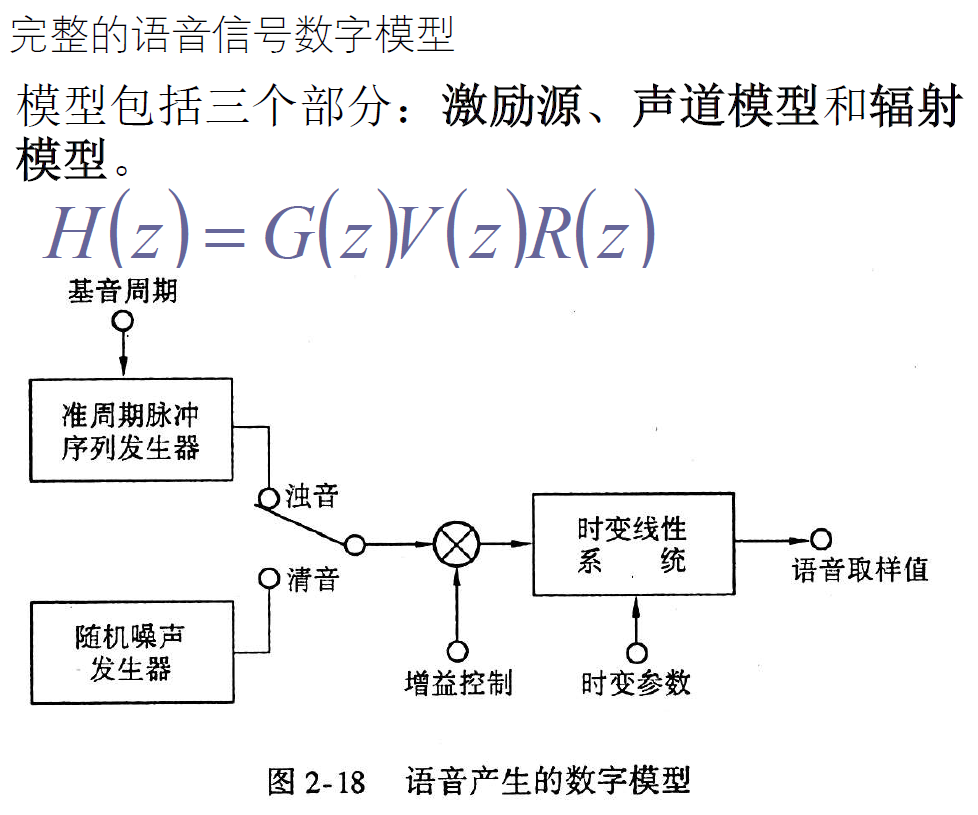 完整的语音信号数字模型
模型包括三个部分：激励源、声道模型和辐射
模型。
H(z)=G(z)V(z)R(z)
基音周期
准周期脉冲
序列发生器
浊音
清音
随机噪声
发生器
增益控制
时变线性
系 统
时变参数
语音取样值
图 2-18 语音产生的数字模型